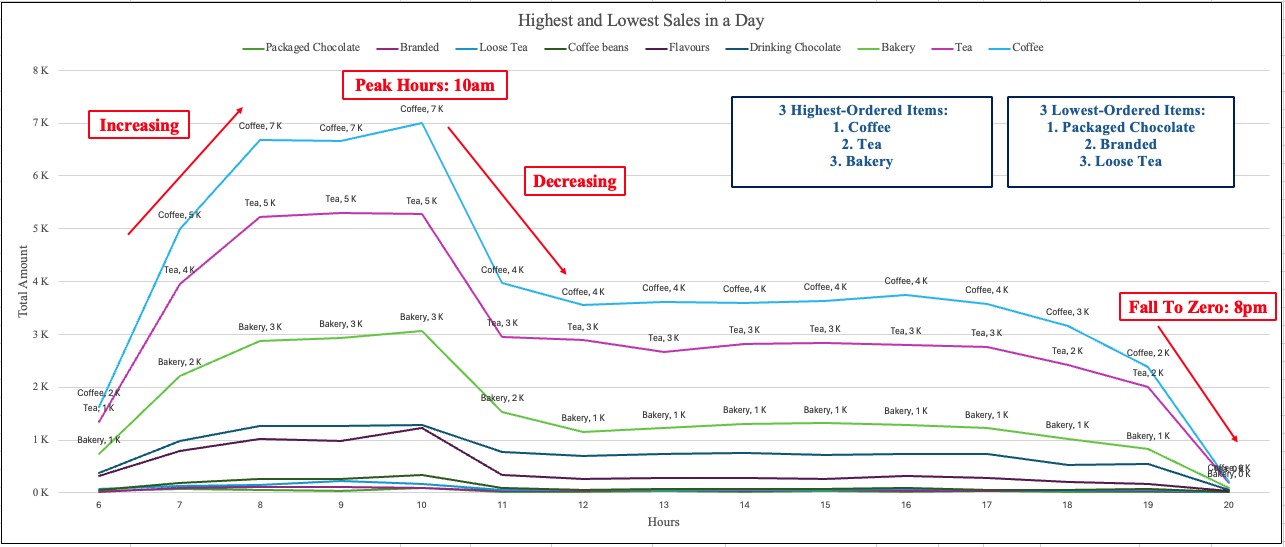 Highest and Lowest Sales in a Day
Packaged Chocolate Branded Loose Tea Coffee beans Flavours Drinking Chocolate Bakery Tea Coffee
8 K
7 K
6 K
5 K
4 K
3 K
2 K
1 K
0 K
Total Amount
Increasing
Peak Hours: 10am
Decreasing
3 Highest-Ordered Items:
1. Coffee
2. Tea
3. Bakery
3 Lowest-Ordered Items:
1. Packaged Chocolate
2. Branded
3. Loose Tea
Fall To Zero: 8pm
Coffee, 2 K
Coffee, 5 K
Coffee, 7 K
Coffee, 7 K
Coffee, 7 K
Coffee, 4 K
Coffee, 4 K
Coffee, 4 K
Coffee, 4 K
Coffee, 4 K
Coffee, 4 K
Coffee, 4 K
Coffee, 3 K
Coffee, 2 K
Tea, 1 K
Tea, 4 K
Tea, 5 K
Tea, 5 K
Tea, 5 K
Tea, 3 K
Tea, 3 K
Tea, 3 K
Tea, 3 K
Tea, 3 K
Tea, 3 K
Tea, 3 K
Tea, 2 K
Tea, 2 K
Bakery, 1 K
Bakery, 2 K
Bakery, 3 K
Bakery, 3 K
Bakery, 3 K
Bakery, 2 K
Bakery, 1 K
Bakery, 1 K
Bakery, 1 K
Bakery, 1 K
Bakery, 1 K
Bakery, 1 K
Bakery, 1 K
Bakery, 1 K
Bakery, 0 K
6 7 8 9 10 11 12 13 14 15 16 17 18 19 20
Hours